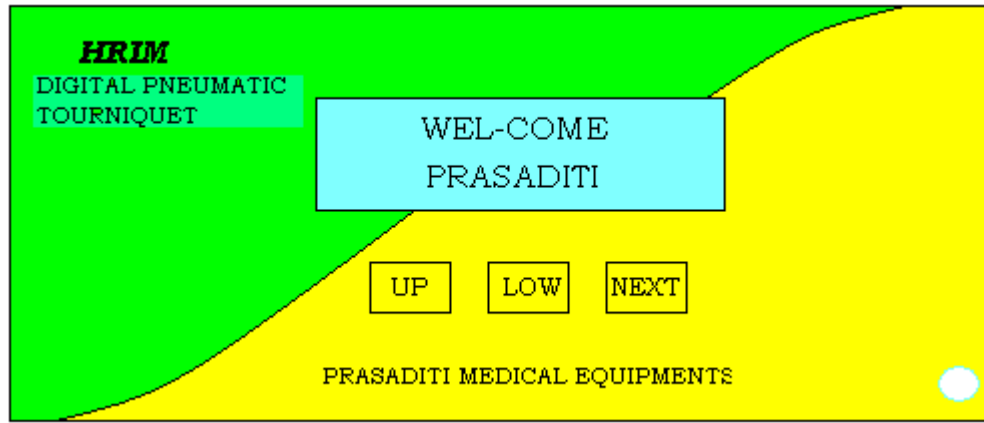 HRIM
DIGITAL PNEUMATIC
TOURNIQUET
WEL-COME
PRASADITI
UP LOW NEXT
PRASADITI MEDICAL EQUIPMENTS